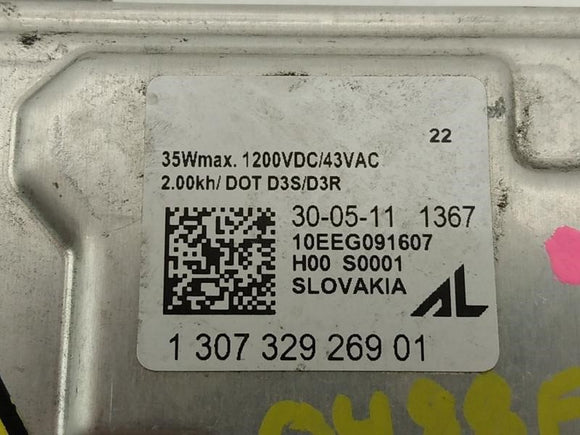 22
35Wmax. 1200VDC/43VAC
2.00kh/ DOT D3S/D3R
30-05-11 1367
10EEG091607
H00 S0001
SLOVAKIA AL
1 307 329 269 01